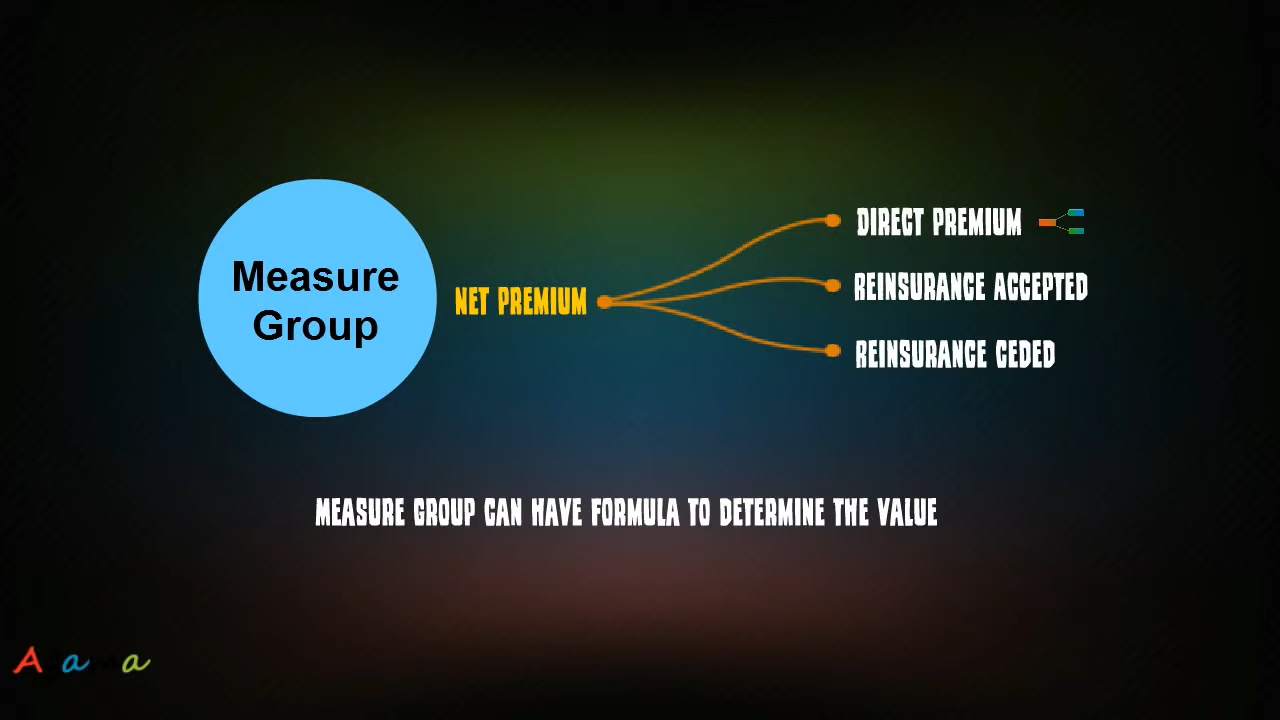 Measure
Group
NET PREMIUM
DIRECT PREMIUM
REINSURANCE ACCEPTED
REINSURANCE CEDED
MEASURE GROUP CAN HAVE FORMULA TO DETERMINE THE VALUE